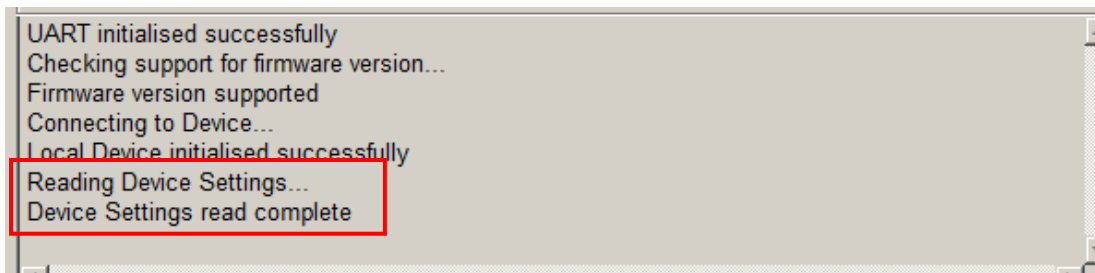 UART initialised successfully
Checking support for firmware version...
Firmware version supported
Connecting to Device...
Local Device initialised successfully
Reading Device Settings...
Device Settings read complete